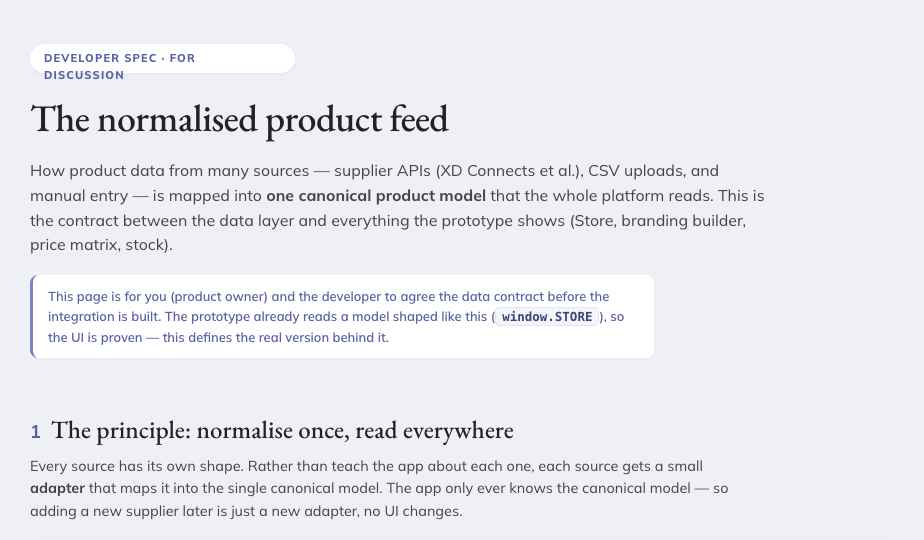 DEVELOPER SPEC · FOR
DISCUSSION
The normalised product feed
How product data from many sources — supplier APIs (XD Connects et al.), CSV uploads, and
manual entry — is mapped into one canonical product model that the whole platform reads. This is
the contract between the data layer and everything the prototype shows (Store, branding builder,
price matrix, stock).
This page is for you (product owner) and the developer to agree the data contract before the
integration is built. The prototype already reads a model shaped like this ( window.STORE ), so
the UI is proven — this defines the real version behind it.
1 The principle: normalise once, read everywhere
Every source has its own shape. Rather than teach the app about each one, each source gets a small
adapter that maps it into the single canonical model. The app only ever knows the canonical model — so
adding a new supplier later is just a new adapter, no UI changes.